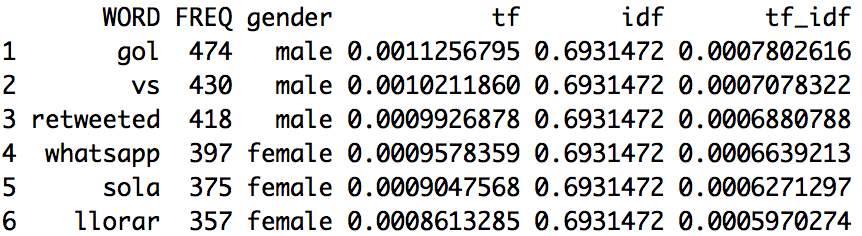 WORD FREQ gender tf idf tf_idf
1 gol 474 male 0.0011256795 0.6931472 0.0007802616
2 vs 430 male 0.0010211860 0.6931472 0.0007078322
3 retweeted 418 male 0.0009926878 0.6931472 0.0006880788
4 whatsapp 397 female 0.0009578359 0.6931472 0.0006639213
5 sola 375 female 0.0009047568 0.6931472 0.0006271297
6 llorar 357 female 0.0008613285 0.6931472 0.0005970274